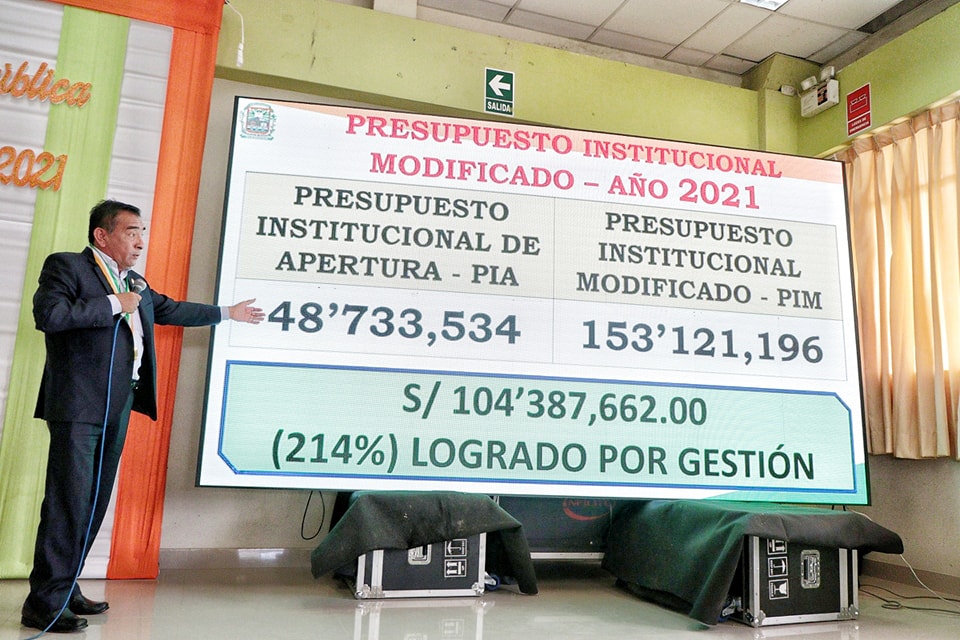 ública
2021
SALIDA
PRESUPUESTO INSTITUCIONAL
MODIFICADO – AÑO 2021
PRESUPUESTO
INSTITUCIONAL DE
APERTURA - PIA
PRESUPUESTO
INSTITUCIONAL
MODIFICADO - PIM
48’733,534
153’121,196
S/ 104’387,662.00
(214%) LOGRADO POR GESTIÓN